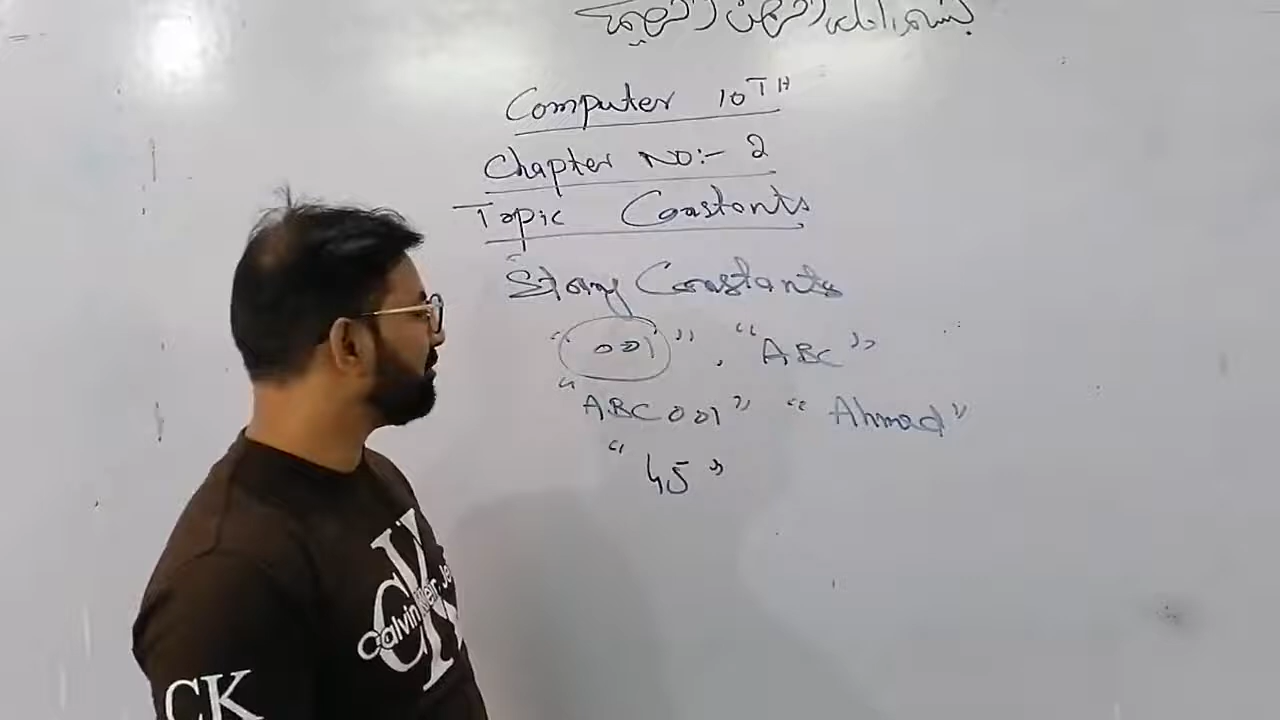 بسم اللہ الرحمن الرحیم
Computer 10TH
Chapter NO:- 2
Topic Constants
String Constants
"001", "ABC"
"ABC001" "Ahmad"
"45"
Calvin Klein Je
CK